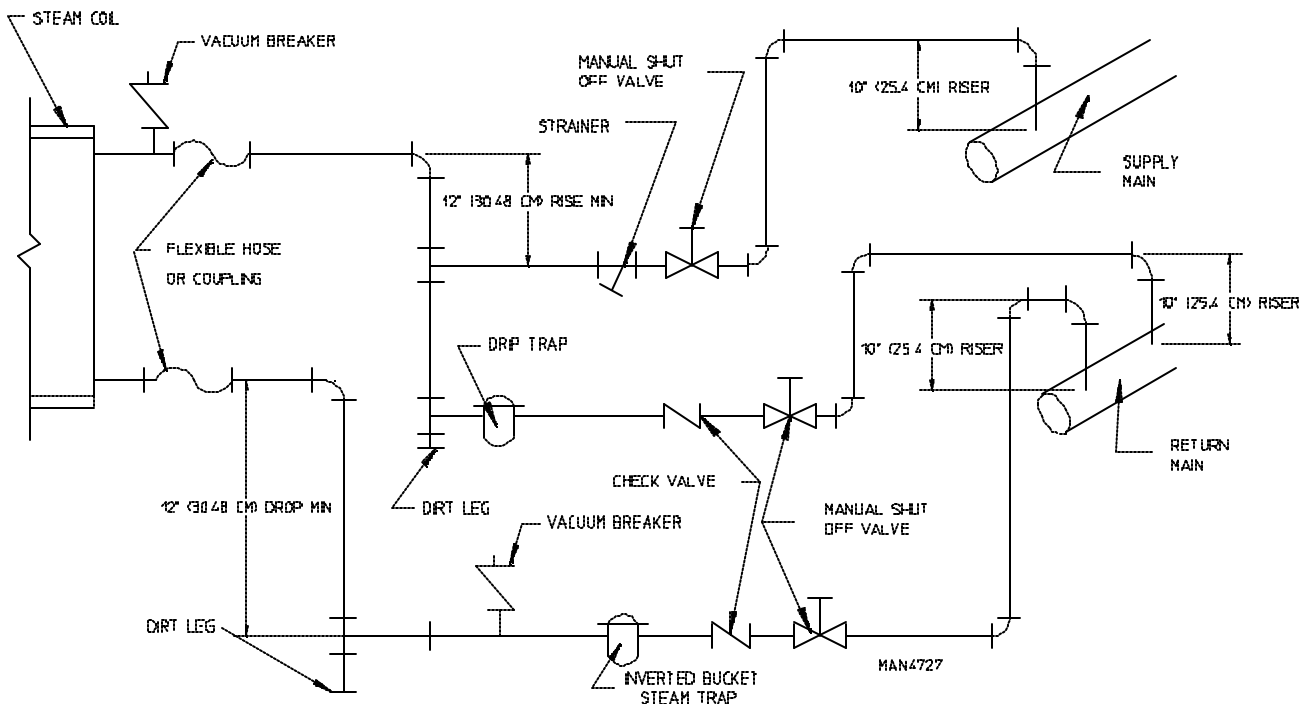 STEAM COIL
VACUUM BREAKER
MANUAL SHUT
OFF VALVE
10" (25.4 CM) RISER
STRAINER
SUPPLY
MAIN
12" (30.48 CM) RISE MIN
FLEXIBLE HOSE
OR COUPLING
10" (25.4 CM) RISER
DRIP TRAP
10" (25.4 CM) RISER
RETURN
MAIN
CHECK VALVE
12" (30.48 CM) DROP MIN
DIRT LEG
MANUAL SHUT
OFF VALVE
VACUUM BREAKER
DIRT LEG
MAN4727
INVERTED BUCKET
STEAM TRAP